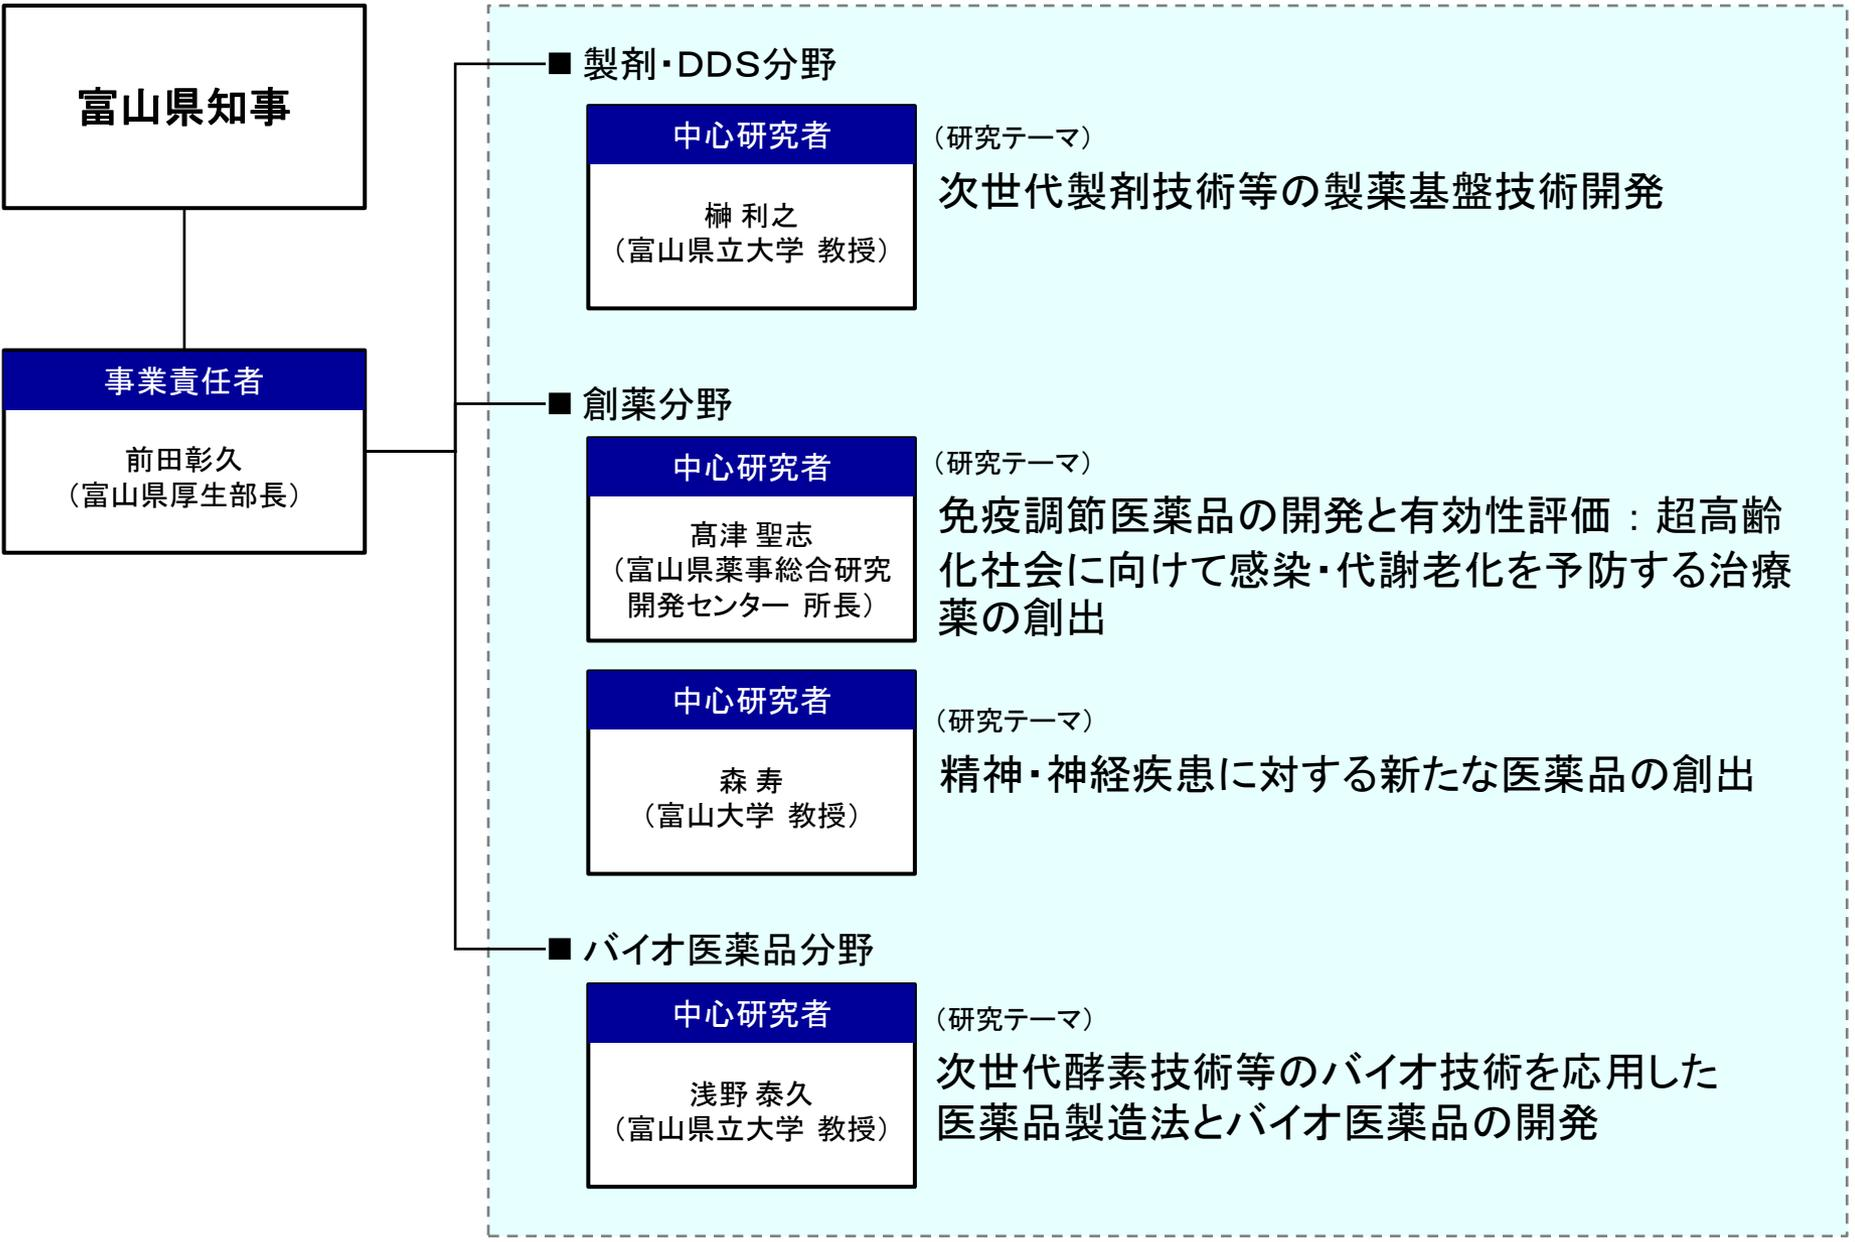 富山県知事
事業責任者
前田彰久
（富山県厚生部長）
■ 製剤・DDS分野
中心研究者
榊 利之
（富山県立大学 教授）
（研究テーマ）
次世代製剤技術等の製薬基盤技術開発
■ 創薬分野
中心研究者
髙津 聖志
（富山県薬事総合研究
開発センター 所長）
（研究テーマ）
免疫調節医薬品の開発と有効性評価：超高齢
化社会に向けて感染・代謝老化を予防する治療
薬の創出
中心研究者
森 寿
（富山大学 教授）
（研究テーマ）
精神・神経疾患に対する新たな医薬品の創出
■ バイオ医薬品分野
中心研究者
浅野 泰久
（富山県立大学 教授）
（研究テーマ）
次世代酵素技術等のバイオ技術を応用した
医薬品製造法とバイオ医薬品の開発